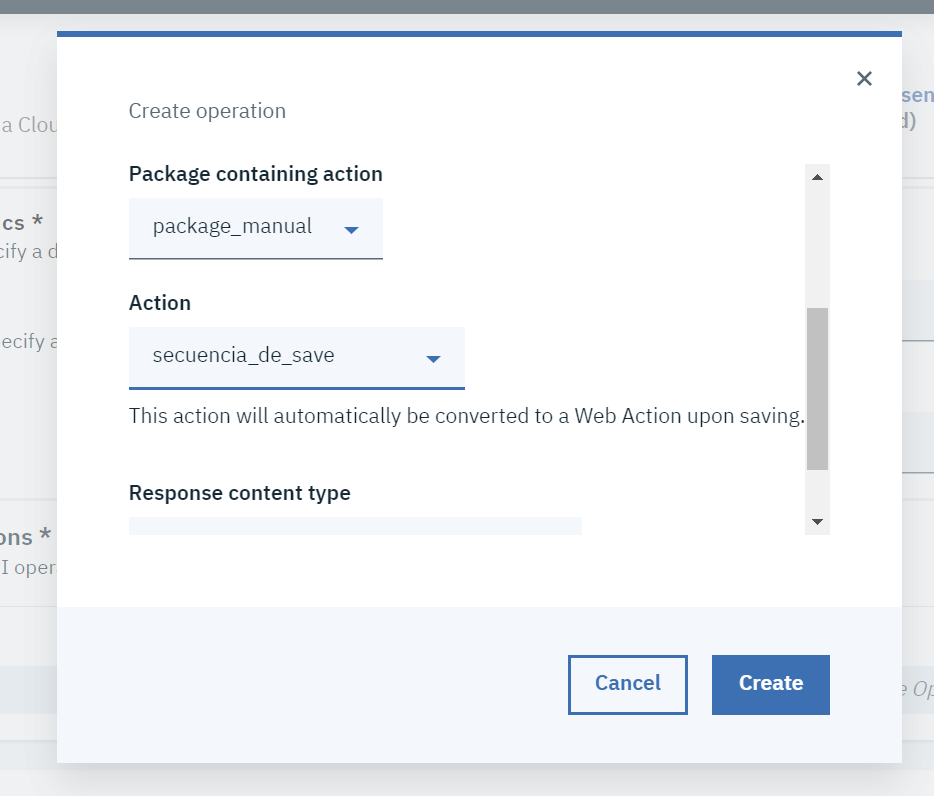 Create operation
sen
d)
a Clou
Package containing action
package_manual
cs *
cify a d
Action
ecify a
secuencia_de_save
This action will automatically be converted to a Web Action upon saving.
Response content type
ons *
I oper
Cancel
Create
e Op